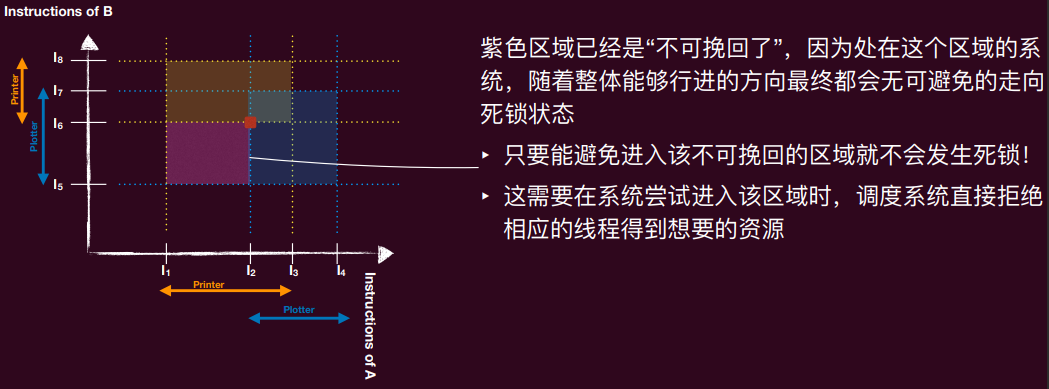 Instructions of B
I8
I7
I6
I5
Printer
Plotter
I1 I2 I3 I4
Printer
Plotter
Instructions of A
紫色区域已经是“不可挽回了”，因为处在这个区域的系
统，随着整体能够行进的方向最终都会无可避免的走向
死锁状态
‣ 只要能避免进入该不可挽回的区域就不会发生死锁！
‣ 这需要在系统尝试进入该区域时，调度系统直接拒绝
相应的线程得到想要的资源